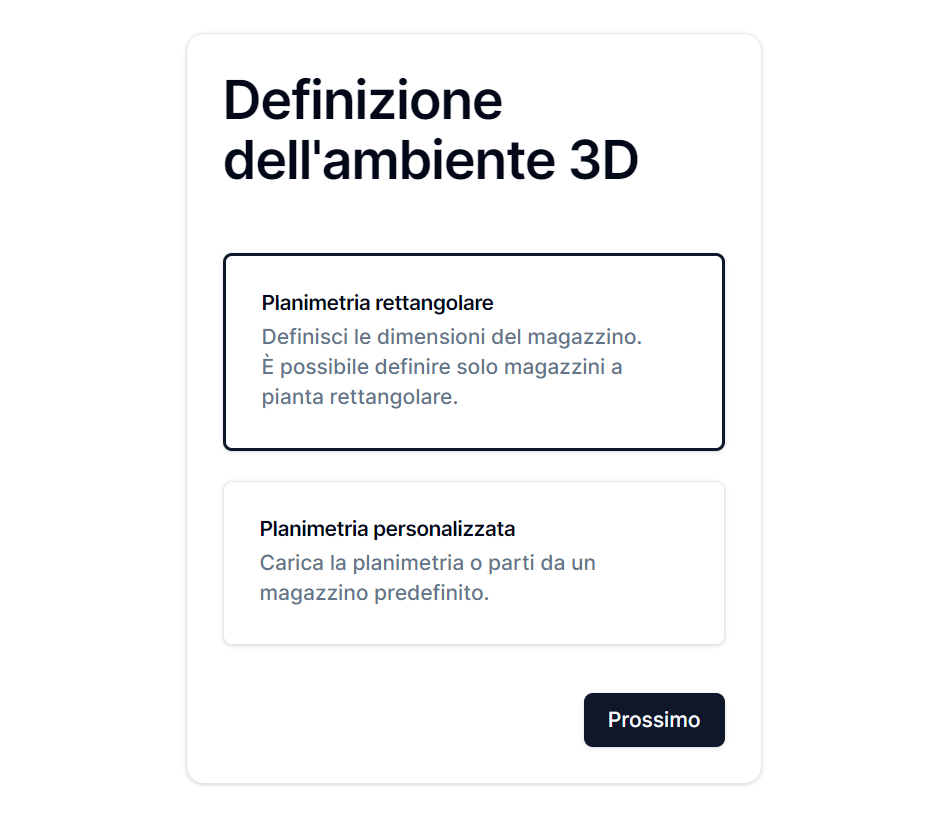 Definizione
dell'ambiente 3D
Planimetria rettangolare
Definisci le dimensioni del magazzino.
È possibile definire solo magazzini a
pianta rettangolare.
Planimetria personalizzata
Carica la planimetria o parti da un
magazzino predefinito.
Prossimo